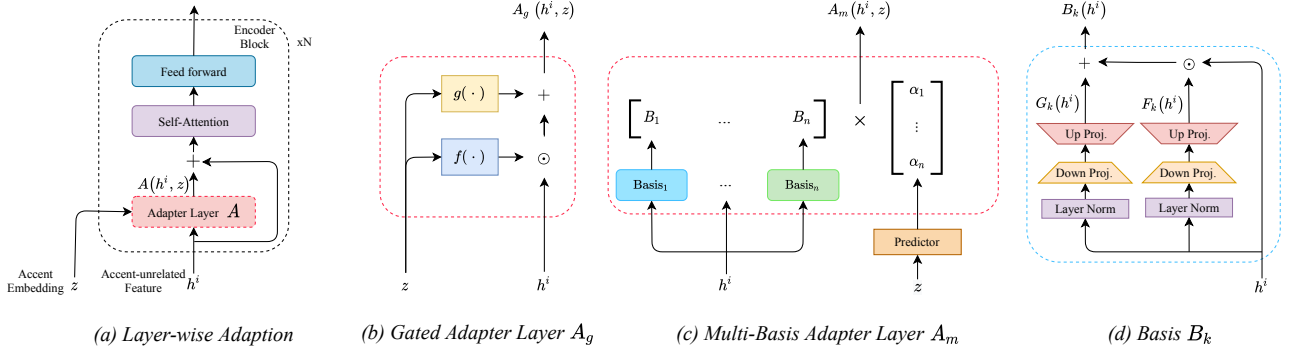 Encoder
Block
xN
Feed forward
Self-Attention
+
A(h^i, z)
Adapter Layer A
Accent
Embedding z
Accent-unrelated
Feature h^i
(a) Layer-wise Adaption
A_g (h^i, z)
g(·)
+
f(·)
⊙
z
h^i
(b) Gated Adapter Layer A_g
A_m (h^i, z)
[ B_1 ... B_n ]
×
[ α_1 ⋮ α_n ]
Basis_1
...
Basis_n
Predictor
h^i
z
(c) Multi-Basis Adapter Layer A_m
B_k(h^i)
+
⊙
G_k(h^i)
F_k(h^i)
Up Proj.
Up Proj.
Down Proj.
Down Proj.
Layer Norm
Layer Norm
h^i
(d) Basis B_k